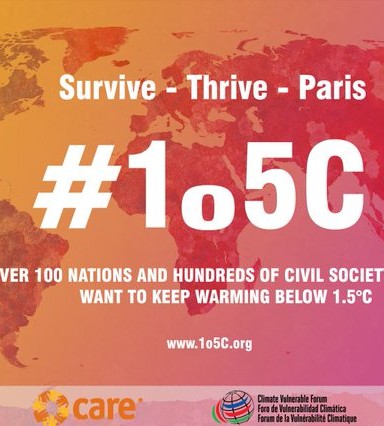 Survive - Thrive - Paris
#1o5C
VER 100 NATIONS AND HUNDREDS OF CIVIL SOCIET
WANT TO KEEP WARMING BELOW 1.5°C
www.1o5C.org
care
Climate Vulnerable Forum
Foro de Vulnerabilidad Climática
Forum de la Vulnérabilité Climatique